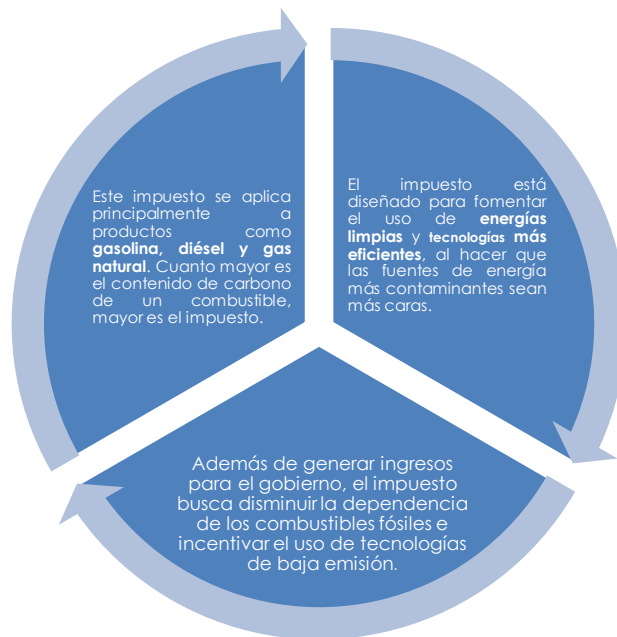 Este impuesto se aplica
principalmente a
productos como
gasolina, diésel y gas
natural. Cuanto mayor es
el contenido de carbono
de un combustible,
mayor es el impuesto.
El impuesto está
diseñado para fomentar
el uso de energías
limpias y tecnologías más
eficientes, al hacer que
las fuentes de energía
más contaminantes sean
más caras.
Además de generar ingresos
para el gobierno, el impuesto
busca disminuir la dependencia
de los combustibles fósiles e
incentivar el uso de tecnologías
de baja emisión.